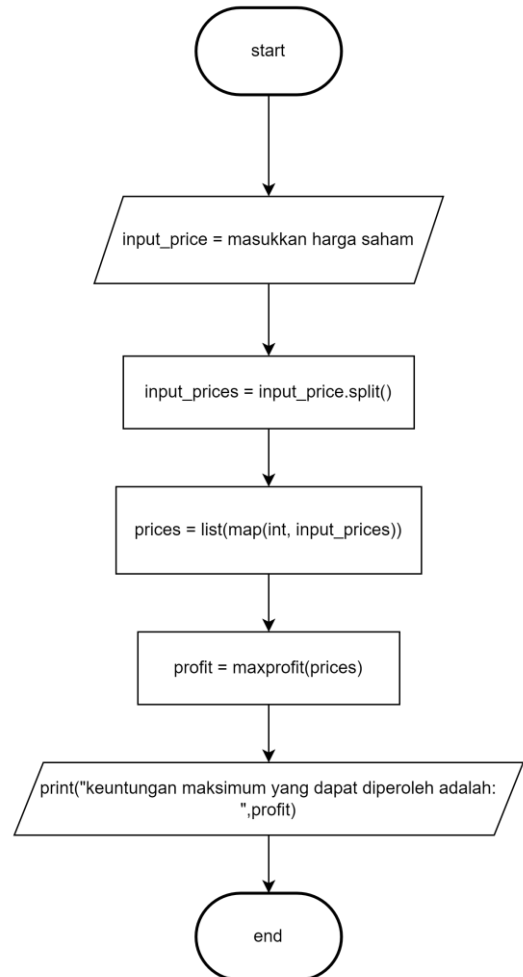 start
input_price = masukkan harga saham
input_prices = input_price.split()
prices = list(map(int, input_prices))
profit = maxprofit(prices)
print("keuntungan maksimum yang dapat diperoleh adalah:
",profit)
end